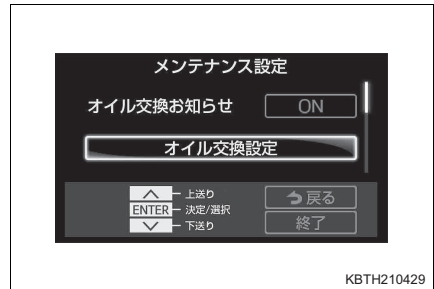 メンテナンス設定
オイル交換お知らせ ON
オイル交換設定
上送り
ENTER 決定/選択
下送り
戻る
終了
KBTH210429